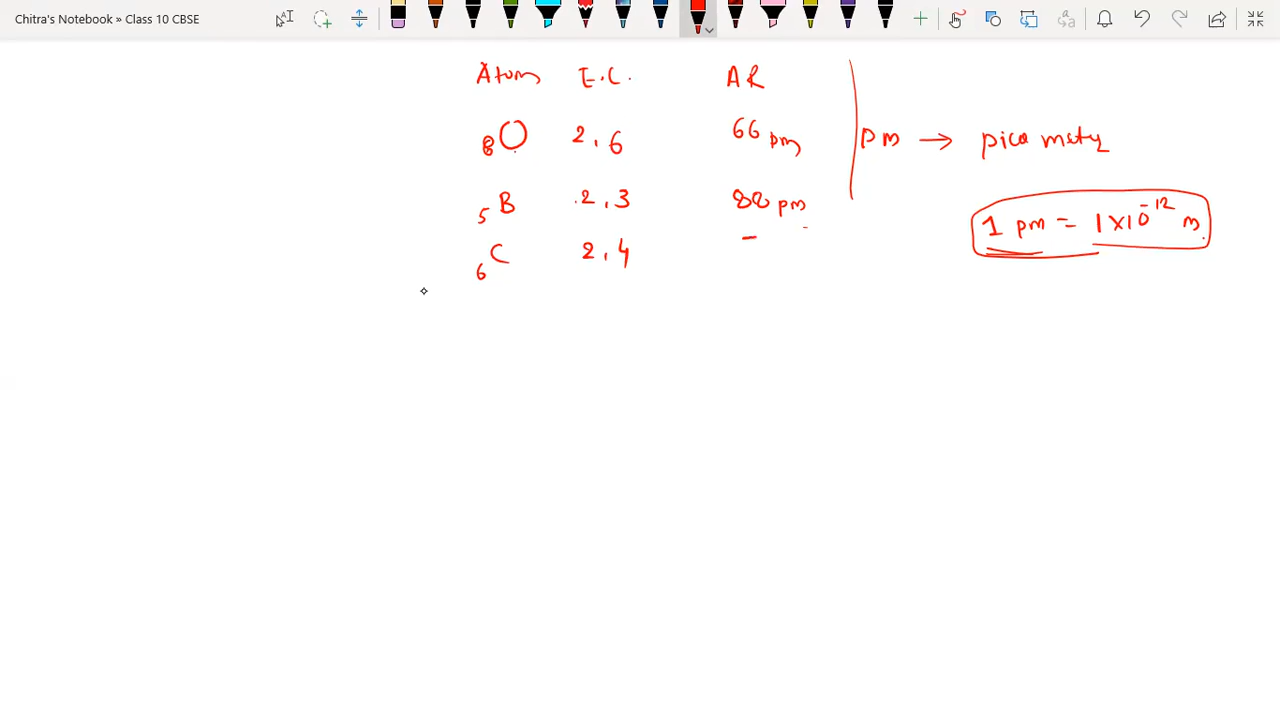 Chitra's Notebook » Class 10 CBSE
Atom E.C. AR
8O 2, 6 66 pm
pm → pico meter
5B 2, 3 88 pm
1 pm = 1×10^-12 m
6C 2, 4 -